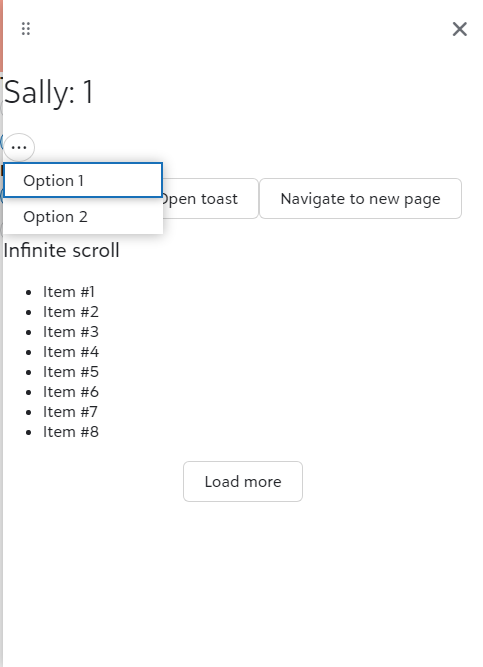 Sally: 1
Option 1
Option 2
Open toast
Navigate to new page
Infinite scroll
Item #1
Item #2
Item #3
Item #4
Item #5
Item #6
Item #7
Item #8
Load more